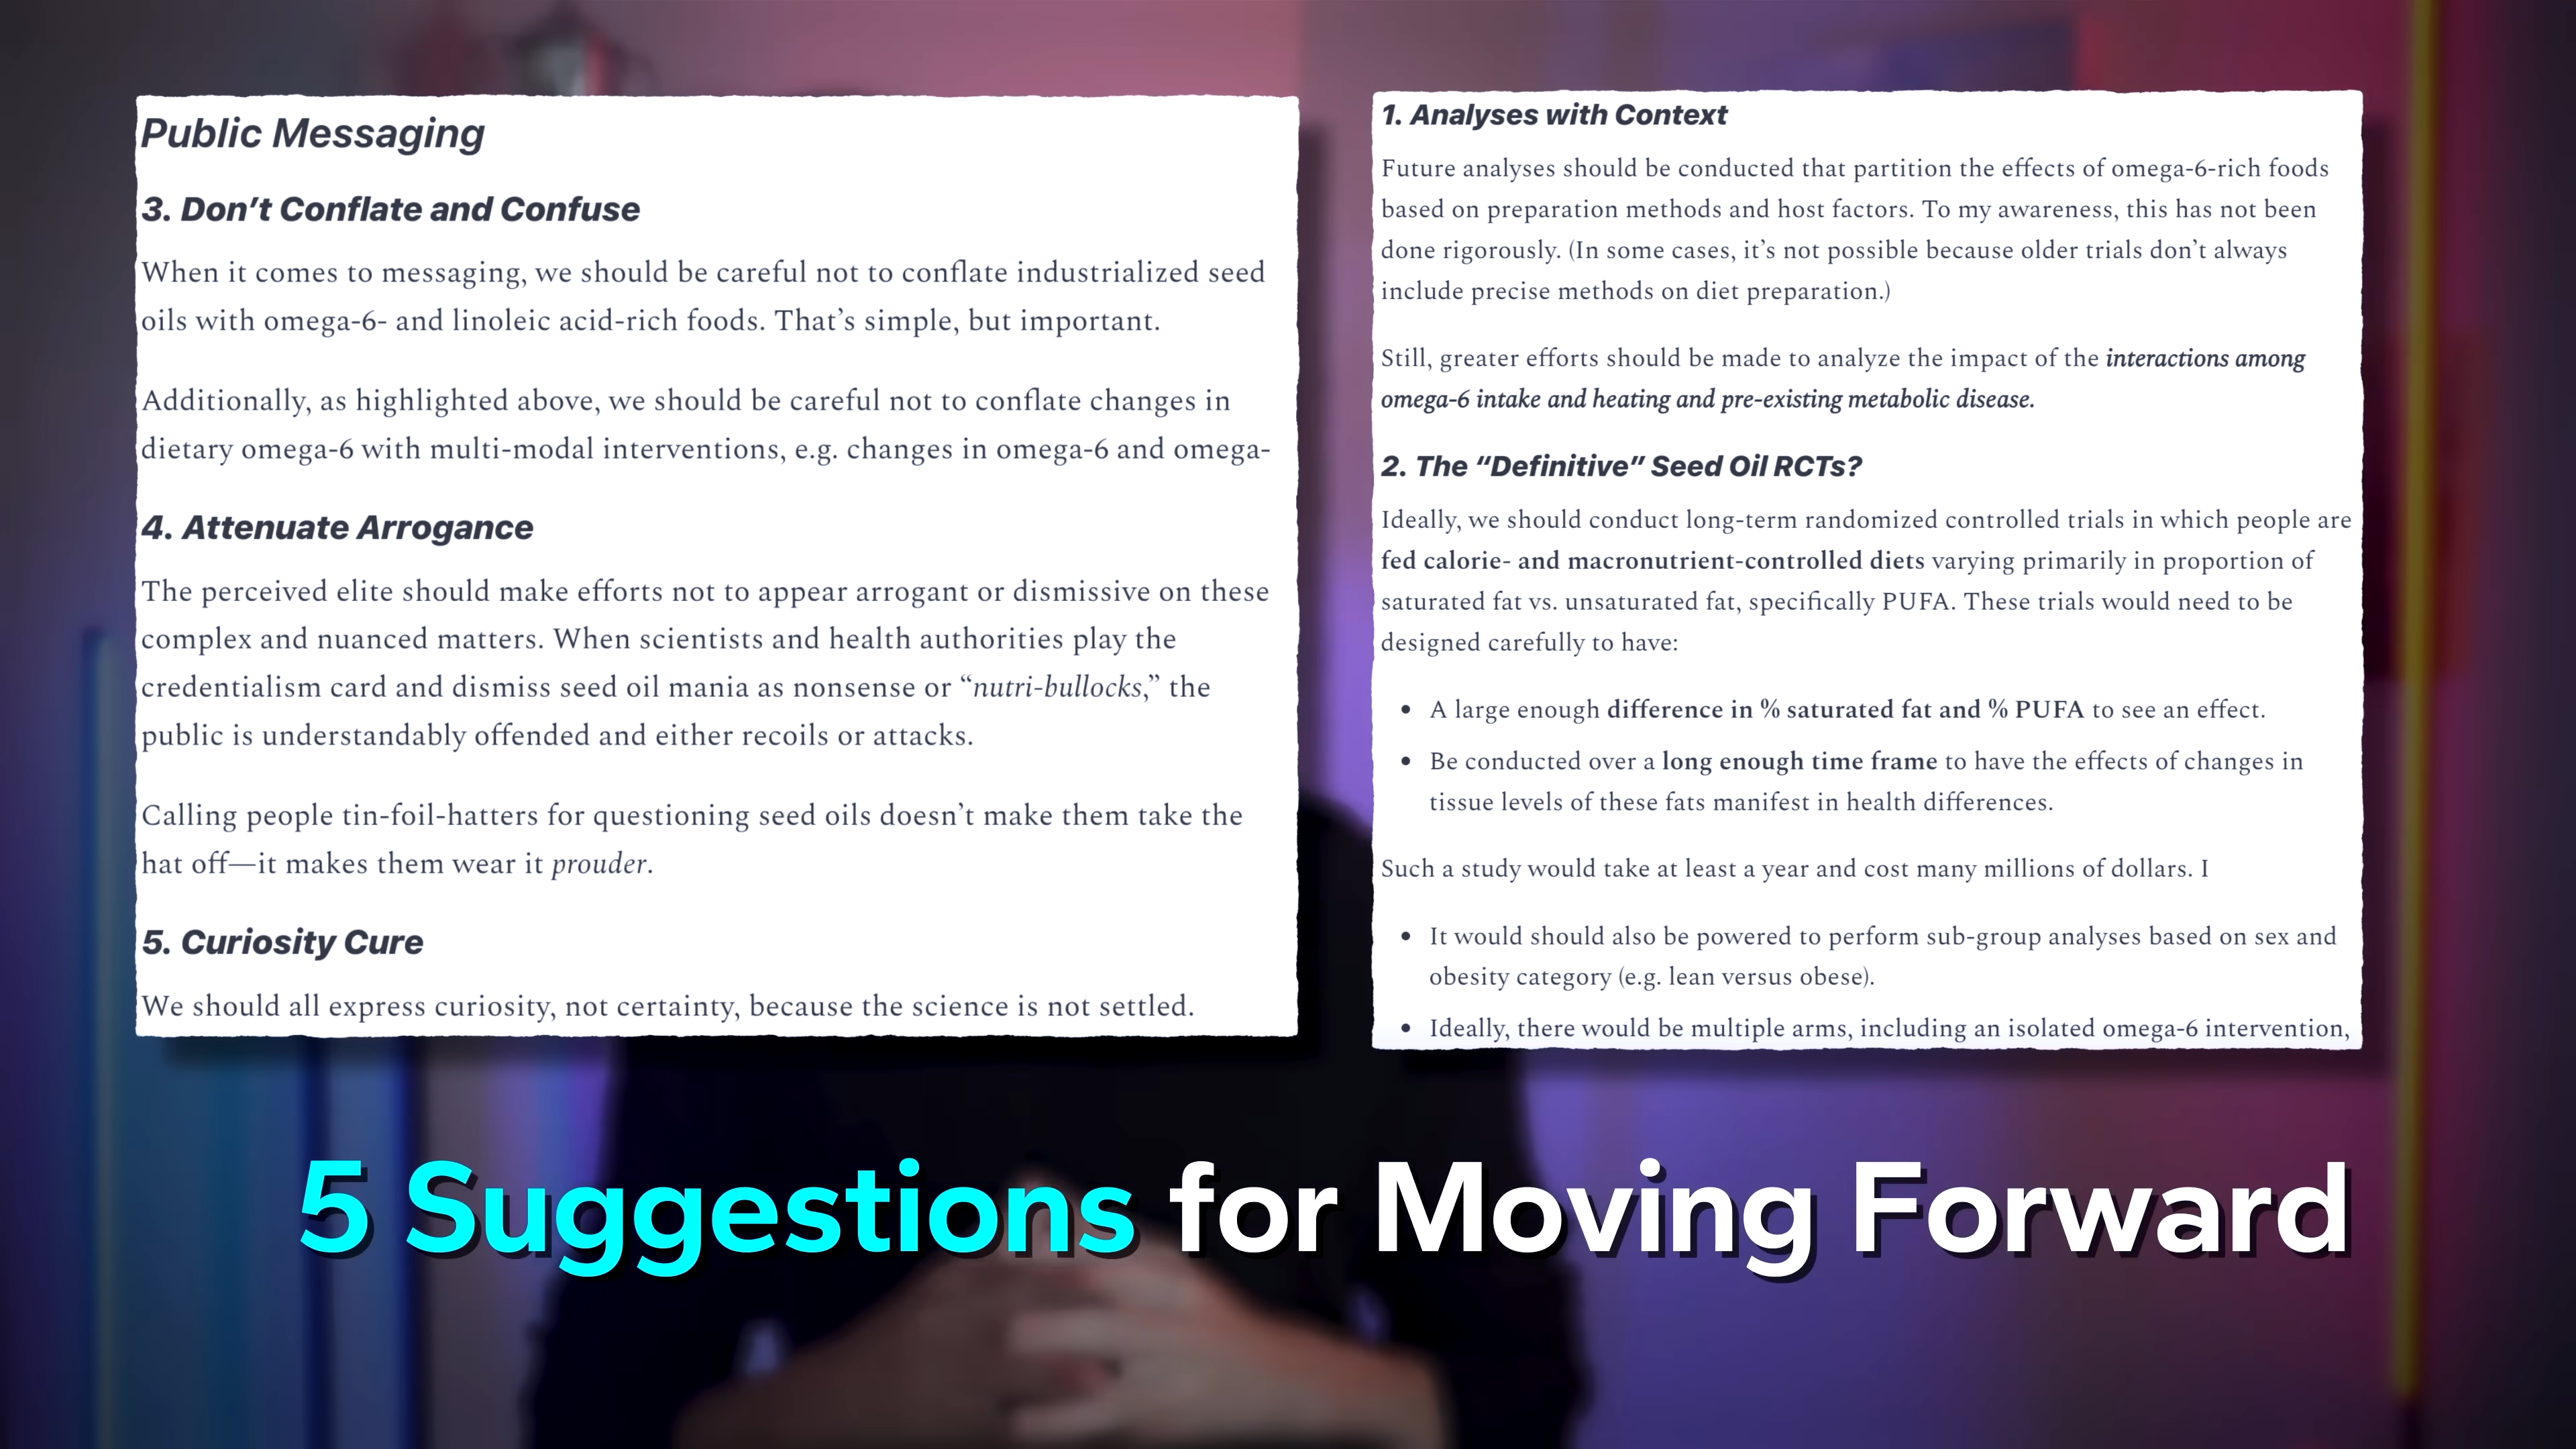 Public Messaging
3. Don’t Conflate and Confuse
When it comes to messaging, we should be careful not to conflate industrialized seed
oils with omega-6- and linoleic acid-rich foods. That’s simple, but important.
Additionally, as highlighted above, we should be careful not to conflate changes in
dietary omega-6 with multi-modal interventions, e.g. changes in omega-6 and omega-
4. Attenuate Arrogance
The perceived elite should make efforts not to appear arrogant or dismissive on these
complex and nuanced matters. When scientists and health authorities play the
credentialism card and dismiss seed oil mania as nonsense or “nutri-bullocks,” the
public is understandably offended and either recoils or attacks.
Calling people tin-foil-hatters for questioning seed oils doesn’t make them take the
hat off—it makes them wear it prouder.
5. Curiosity Cure
We should all express curiosity, not certainty, because the science is not settled.
1. Analyses with Context
Future analyses should be conducted that partition the effects of omega-6-rich foods
based on preparation methods and host factors. To my awareness, this has not been
done rigorously. (In some cases, it’s not possible because older trials don’t always
include precise methods on diet preparation.)
Still, greater efforts should be made to analyze the impact of the interactions among
omega-6 intake and heating and pre-existing metabolic disease.
2. The “Definitive” Seed Oil RCTs?
Ideally, we should conduct long-term randomized controlled trials in which people are
fed calorie- and macronutrient-controlled diets varying primarily in proportion of
saturated fat vs. unsaturated fat, specifically PUFA. These trials would need to be
designed carefully to have:
• A large enough difference in % saturated fat and % PUFA to see an effect.
• Be conducted over a long enough time frame to have the effects of changes in
tissue levels of these fats manifest in health differences.
Such a study would take at least a year and cost many millions of dollars. I
• It would should also be powered to perform sub-group analyses based on sex and
obesity category (e.g. lean versus obese).
• Ideally, there would be multiple arms, including an isolated omega-6 intervention,
5 Suggestions for Moving Forward